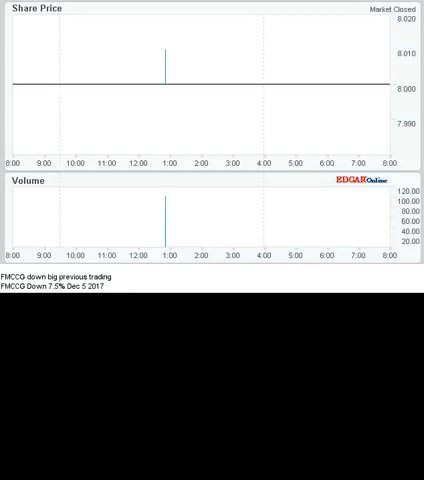 Share Price
Market Closed
8.020
8.010
8.000
7.990
8:00 9:00 10:00 11:00 12:00 1:00 2:00 3:00 4:00 5:00 6:00 7:00 8:00
Volume
EDGAROnline
120.00
100.00
80.00
60.00
40.00
20.00
8:00 9:00 10:00 11:00 12:00 1:00 2:00 3:00 4:00 5:00 6:00 7:00 8:00
FMCCG down big previous trading
FMCCG Down 7.5% Dec 5 2017